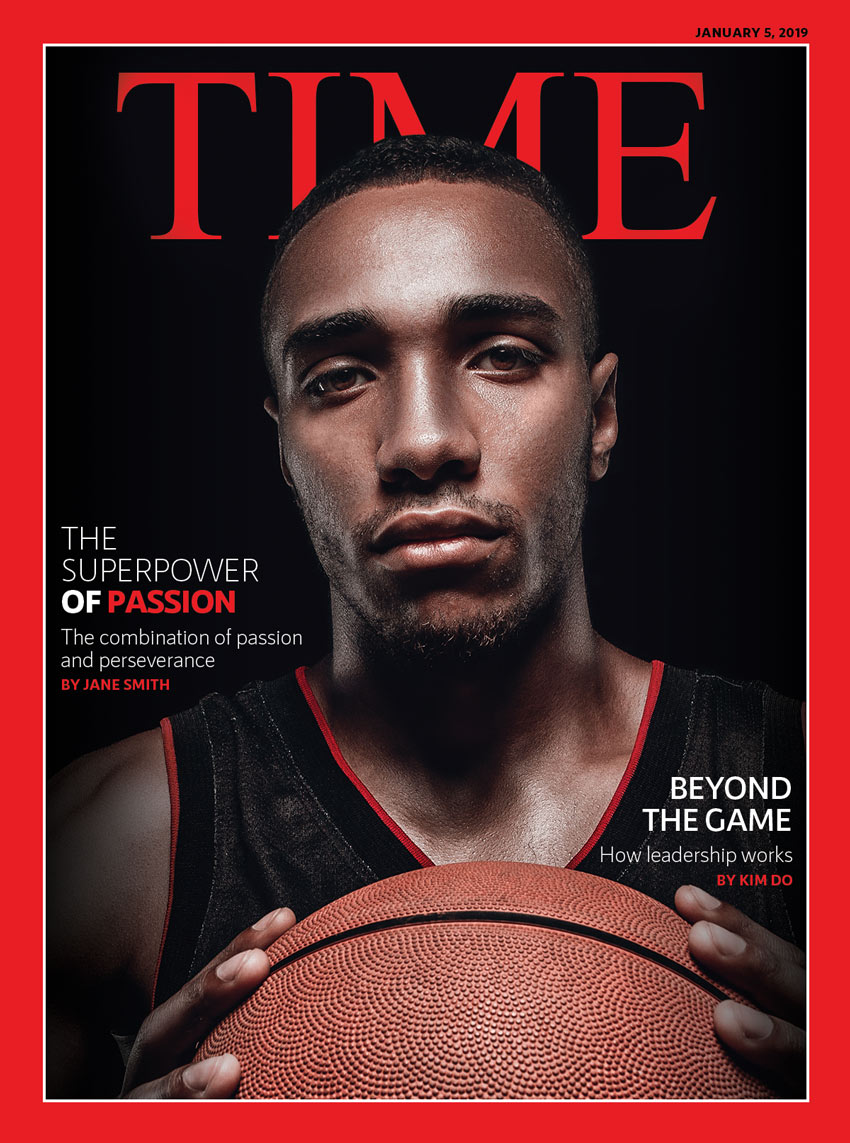 JANUARY 5, 2019
TIME
THE
SUPERPOWER
OF PASSION
The combination of passion
and perseverance
BY JANE SMITH
BEYOND
THE GAME
How leadership works
BY KIM DO